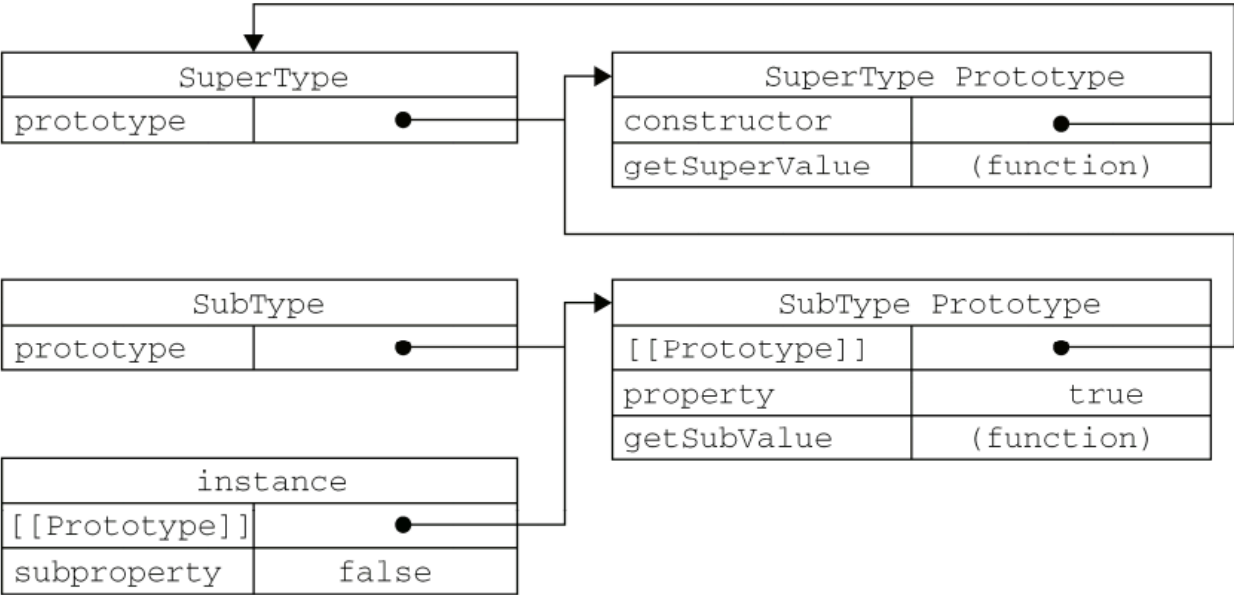 SuperType
prototype
SuperType Prototype
constructor
getSuperValue (function)
SubType
prototype
SubType Prototype
[[Prototype]]
property true
getSubValue (function)
instance
[[Prototype]]
subproperty false